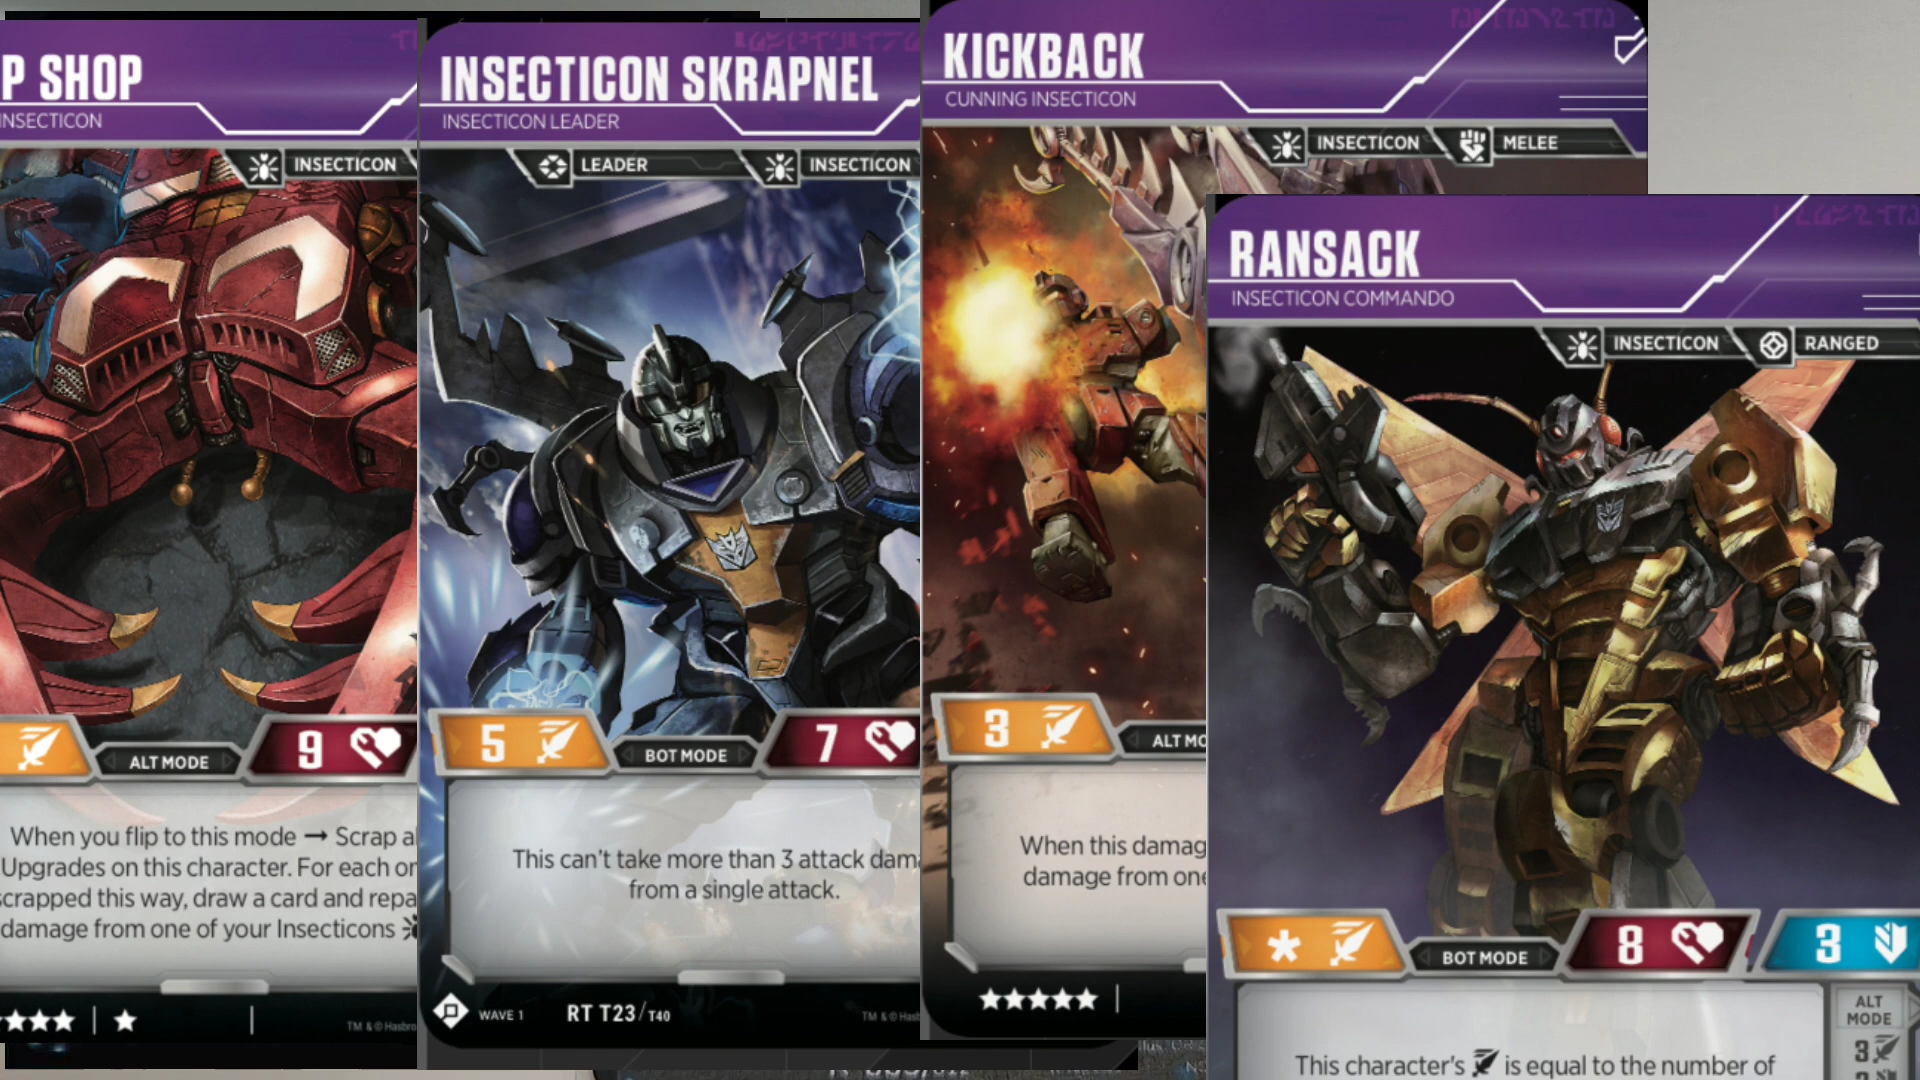 P SHOP
INSECTICON
INSECTICON
9
ALT MODE
When you flip to this mode → Scrap
Upgrades on this character. For each
scrapped this way, draw a card and
damage from one of your Insecticons
TM & © Hasbro
INSECTICON SKRAPNEL
INSECTICON LEADER
LEADER
INSECTICON
5
BOT MODE
7
This can't take more than 3 attack
from a single attack.
WAVE 1
RT T23/T40
TM & ©
KICKBACK
CUNNING INSECTICON
INSECTICON
MELEE
3
ALT
When this
damage from
RANSACK
INSECTICON COMMANDO
INSECTICON
RANGED
*
BOT MODE
8
3
ALT
MODE
3
This character's is equal to the number of